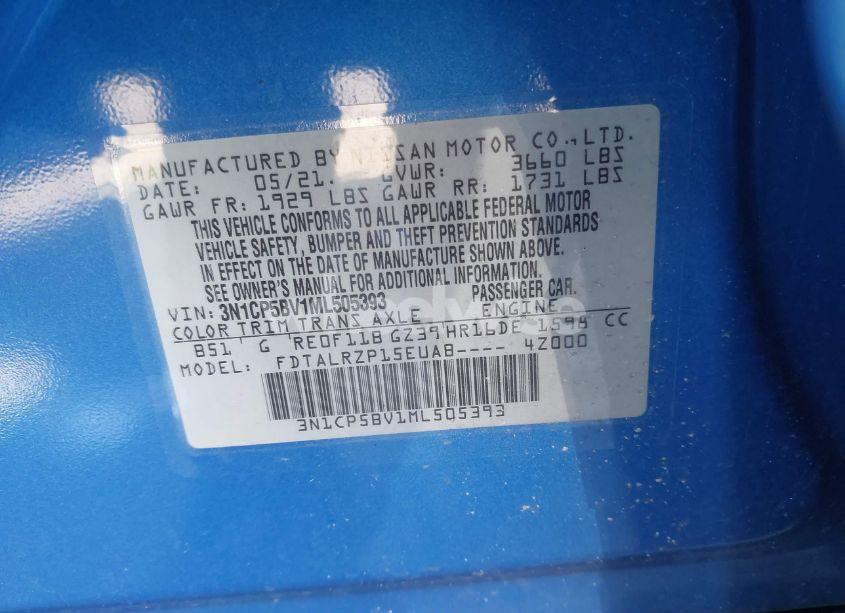 MANUFACTURED BY NISSAN MOTOR CO.,LTD.
DATE: 05/21. GVWR: 3660 LBS
GAWR FR: 1929 LBS GAWR RR: 1731 LBS
THIS VEHICLE CONFORMS TO ALL APPLICABLE FEDERAL MOTOR
VEHICLE SAFETY, BUMPER AND THEFT PREVENTION STANDARDS
IN EFFECT ON THE DATE OF MANUFACTURE SHOWN ABOVE.
SEE OWNER'S MANUAL FOR ADDITIONAL INFORMATION.
VIN: 3N1CP5BV1ML505393 PASSENGER CAR.
COLOR TRIM TRANS AXLE ENGINE
B51 G RE0F11B GZ39 HR16DE 1598 CC
MODEL: FDTALRZP15EUAB---- 4Z000
3N1CP5BV1ML505393